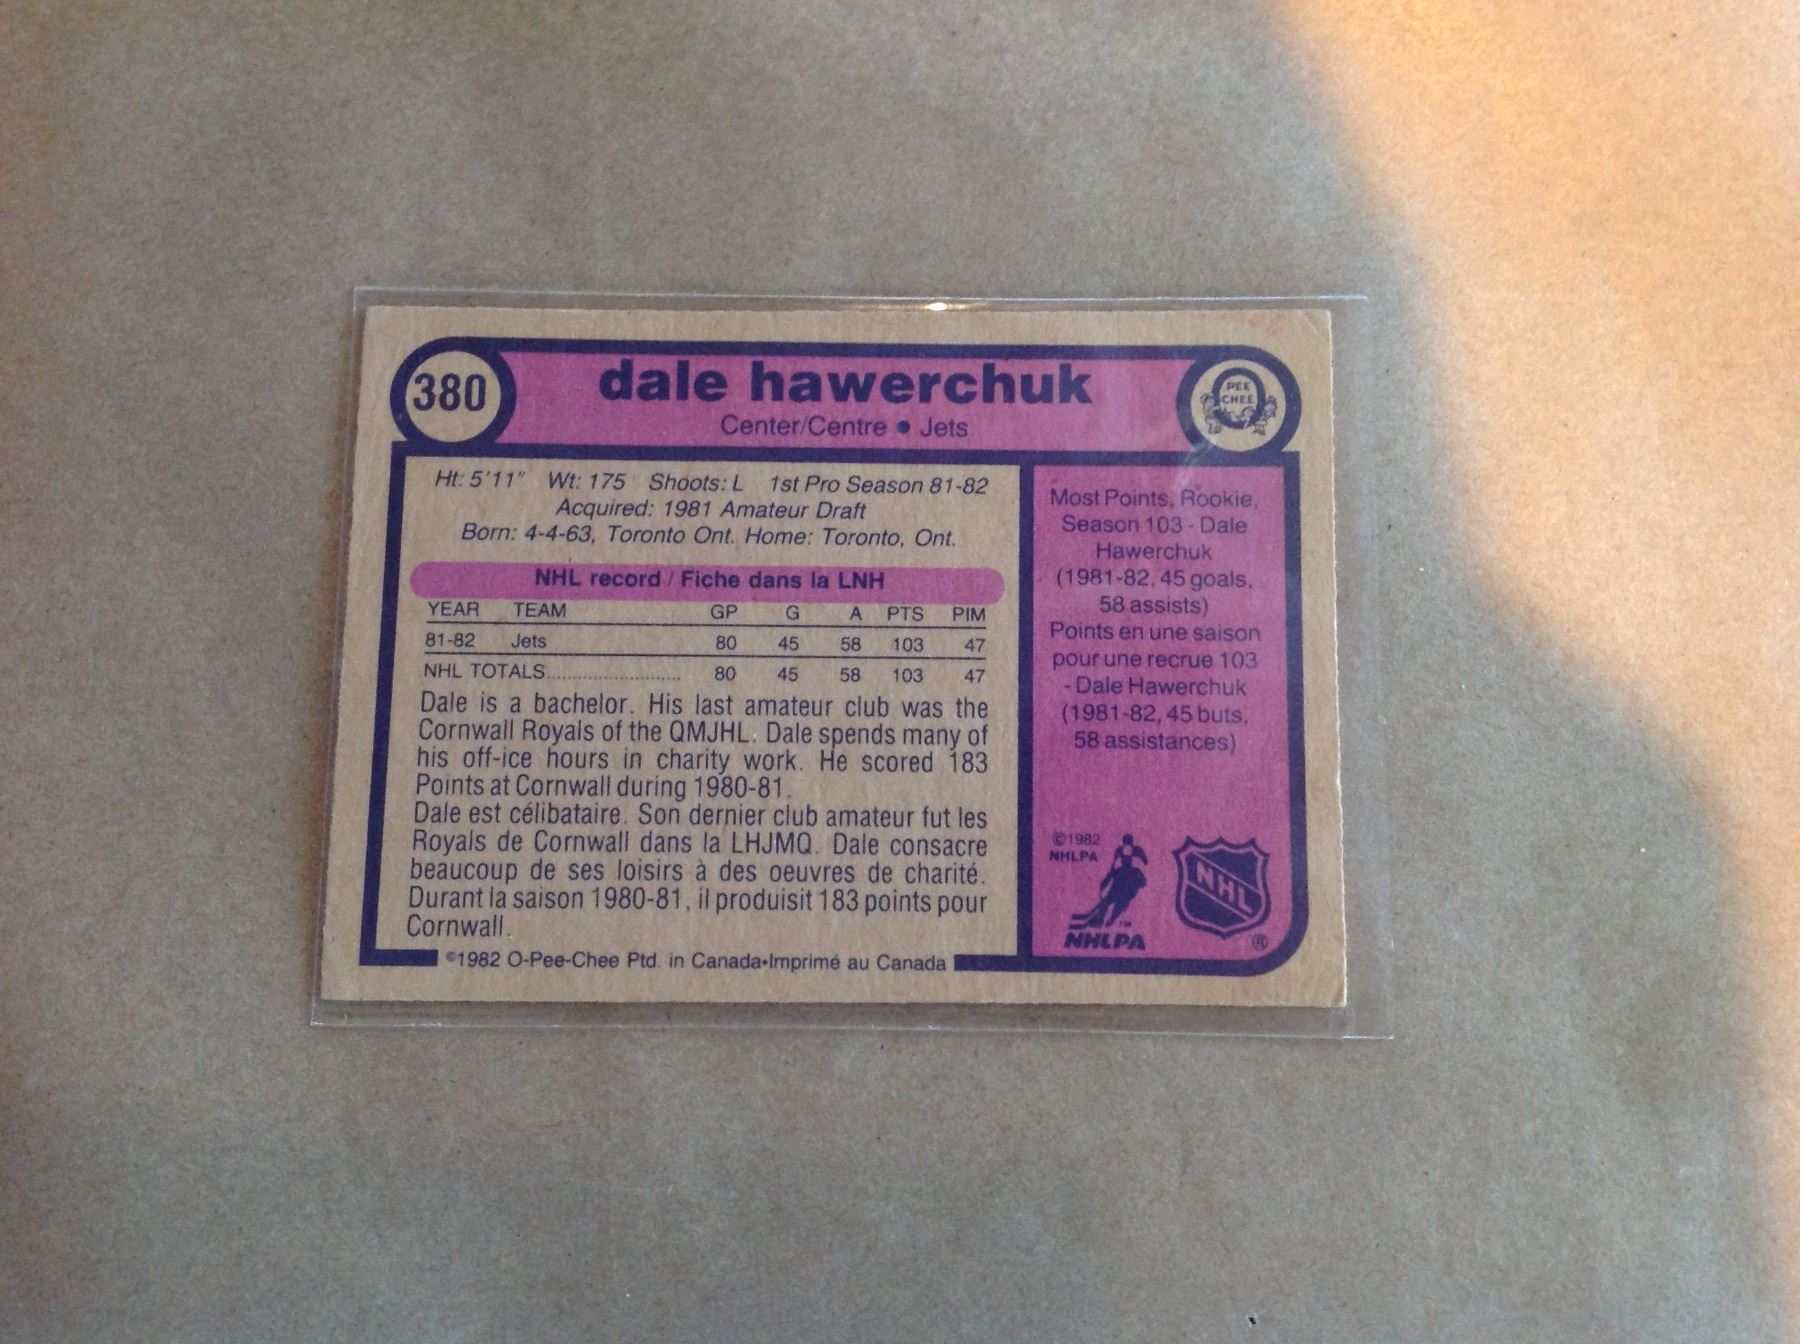 380
dale hawerchuk
Center/Centre • Jets
PEE
CHEE
Ht: 5'11" Wt: 175 Shoots: L 1st Pro Season 81-82
Acquired: 1981 Amateur Draft
Born: 4-4-63, Toronto Ont. Home: Toronto, Ont.
NHL record / Fiche dans la LNH
YEAR TEAM GP G A PTS PIM
81-82 Jets 80 45 58 103 47
NHL TOTALS............................ 80 45 58 103 47
Dale is a bachelor. His last amateur club was the
Cornwall Royals of the QMJHL. Dale spends many of
his off-ice hours in charity work. He scored 183
Points at Cornwall during 1980-81.
Dale est célibataire. Son dernier club amateur fut les
Royals de Cornwall dans la LHJMQ. Dale consacre
beaucoup de ses loisirs à des oeuvres de charité.
Durant la saison 1980-81, il produisit 183 points pour
Cornwall.
©1982 O-Pee-Chee Ptd. in Canada•Imprimé au Canada
Most Points, Rookie,
Season 103 - Dale
Hawerchuk
(1981-82, 45 goals,
58 assists)
Points en une saison
pour une recrue 103
- Dale Hawerchuk
(1981-82, 45 buts,
58 assistances)
©1982
NHLPA
™
NHLPA
NHL
®